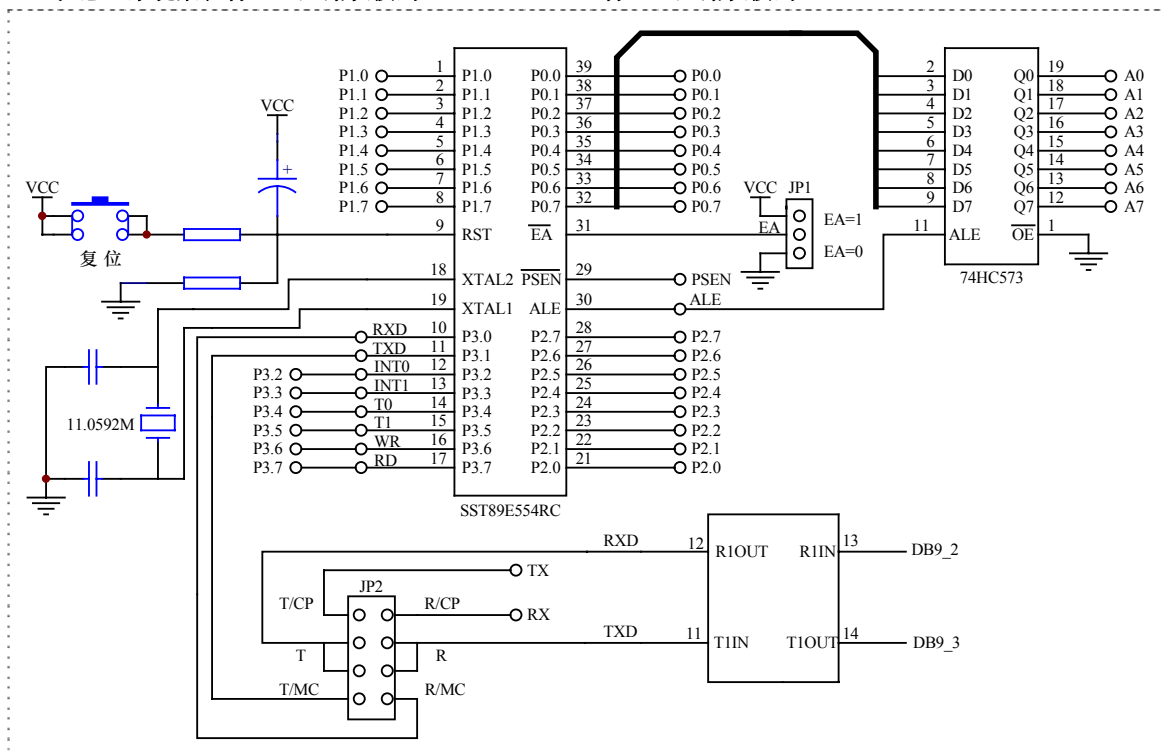 P1.0 1 P1.0 P0.0 39 P0.0 2 D0 Q0 19 A0
P1.1 2 P1.1 P0.1 38 P0.1 3 D1 Q1 18 A1
P1.2 3 P1.2 P0.2 37 P0.2 4 D2 Q2 17 A2
P1.3 4 P1.3 P0.3 36 P0.3 5 D3 Q3 16 A3
P1.4 5 P1.4 P0.4 35 P0.4 6 D4 Q4 15 A4
P1.5 6 P1.5 P0.5 34 P0.5 7 D5 Q5 14 A5
P1.6 7 P1.6 P0.6 33 P0.6 8 D6 Q6 13 A6
P1.7 8 P1.7 P0.7 32 P0.7 9 D7 Q7 12 A7
VCC
+
VCC
复位
VCC JP1
EA=1
9 RST EA 31 EA
EA=0
11 ALE OE 1
74HC573
18 XTAL2 PSEN 29 PSEN
19 XTAL1 ALE 30 ALE
RXD 10 P3.0 P2.7 28 P2.7
TXD 11 P3.1 P2.6 27 P2.6
P3.2 INT0 12 P3.2 P2.5 26 P2.5
P3.3 INT1 13 P3.3 P2.4 25 P2.4
P3.4 T0 14 P3.4 P2.3 24 P2.3
P3.5 T1 15 P3.5 P2.2 23 P2.2
P3.6 WR 16 P3.6 P2.1 22 P2.1
P3.7 RD 17 P3.7 P2.0 21 P2.0
11.0592M
SST89E554RC
RXD 12 R1OUT R1IN 13 DB9_2
TX
JP2
T/CP R/CP RX
TXD 11 T1IN T1OUT 14 DB9_3
T R
T/MC R/MC